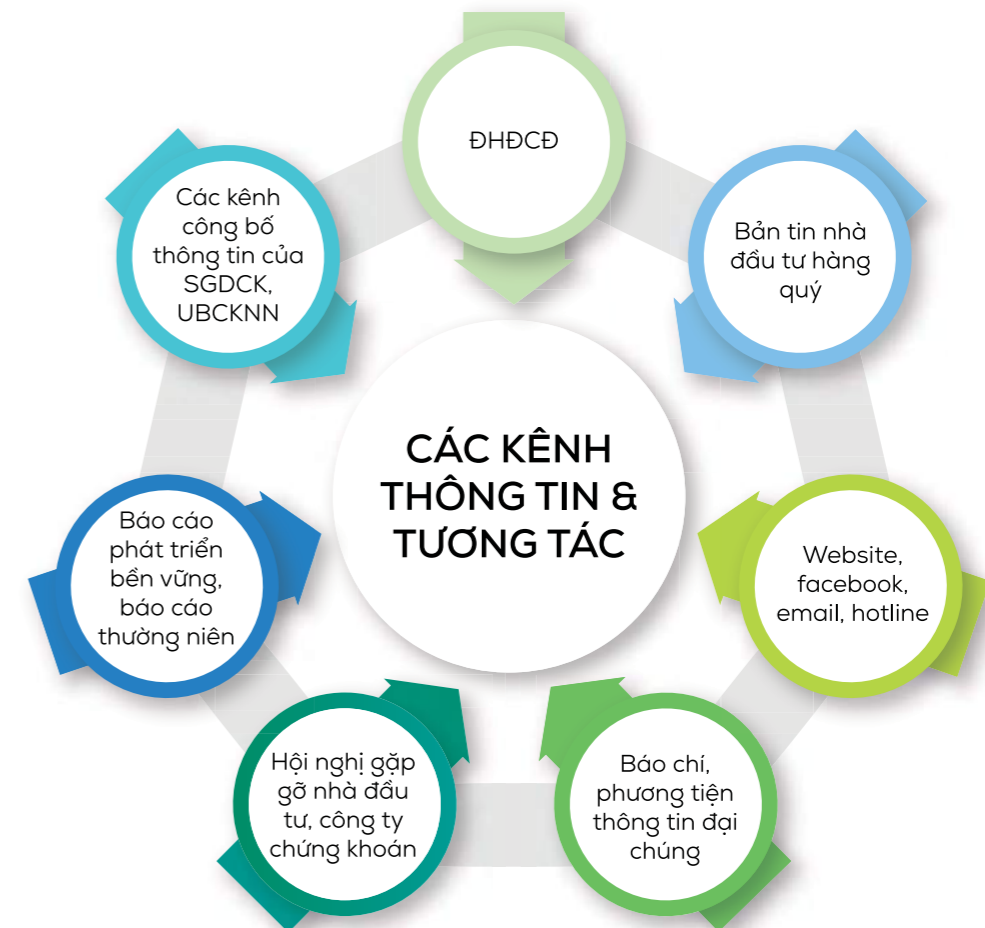 ĐHĐCĐ
Bản tin nhà
đầu tư hàng
quý
Website,
facebook,
email, hotline
Báo chí,
phương tiện
thông tin đại
chúng
Hội nghị gặp
gỡ nhà đầu
tư, công ty
chứng khoán
Báo cáo
phát triển
bền vững,
báo cáo
thường niên
Các kênh
công bố
thông tin của
SGDCK,
UBCKNN
CÁC KÊNH
THÔNG TIN &
TƯƠNG TÁC